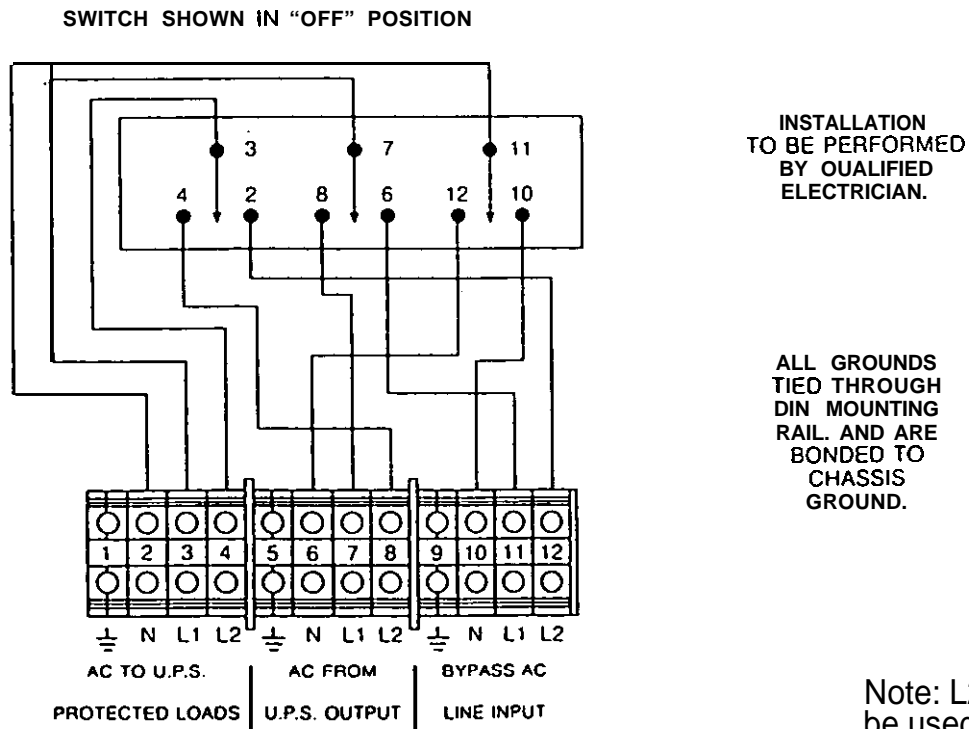 SWITCH SHOWN IN “OFF” POSITION
INSTALLATION
TO BE PERFORMED
BY OUALIFIED
ELECTRICIAN.
3 7 11
4 2 8 6 12 10
ALL GROUNDS
TIED THROUGH
DIN MOUNTING
RAIL. AND ARE
BONDED TO
CHASSIS
GROUND.
1 2 3 4 5 6 7 8 9 10 11 12
N L1 L2 N L1 L2 N L1 L2
AC TO U.P.S. AC FROM BYPASS AC
PROTECTED LOADS U.P.S. OUTPUT LINE INPUT
Note:
be used